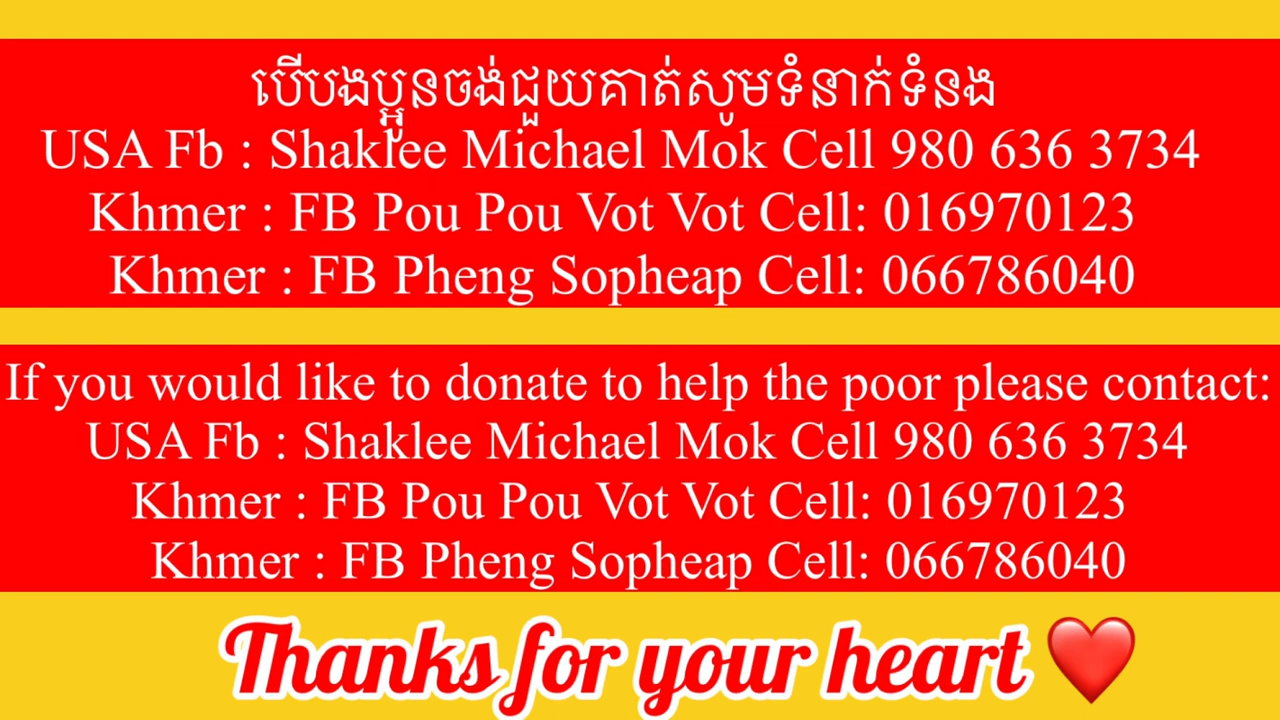 បើបងប្អូនចង់ជួយគាត់សូមទំនាក់ទំនង
USA Fb : Shaklee Michael Mok Cell 980 636 3734
Khmer : FB Pou Pou Vot Vot Cell: 016970123
Khmer : FB Pheng Sopheap Cell: 066786040
If you would like to donate to help the poor please contact:
USA Fb : Shaklee Michael Mok Cell 980 636 3734
Khmer : FB Pou Pou Vot Vot Cell: 016970123
Khmer : FB Pheng Sopheap Cell: 066786040
Thanks for your heart ❤️